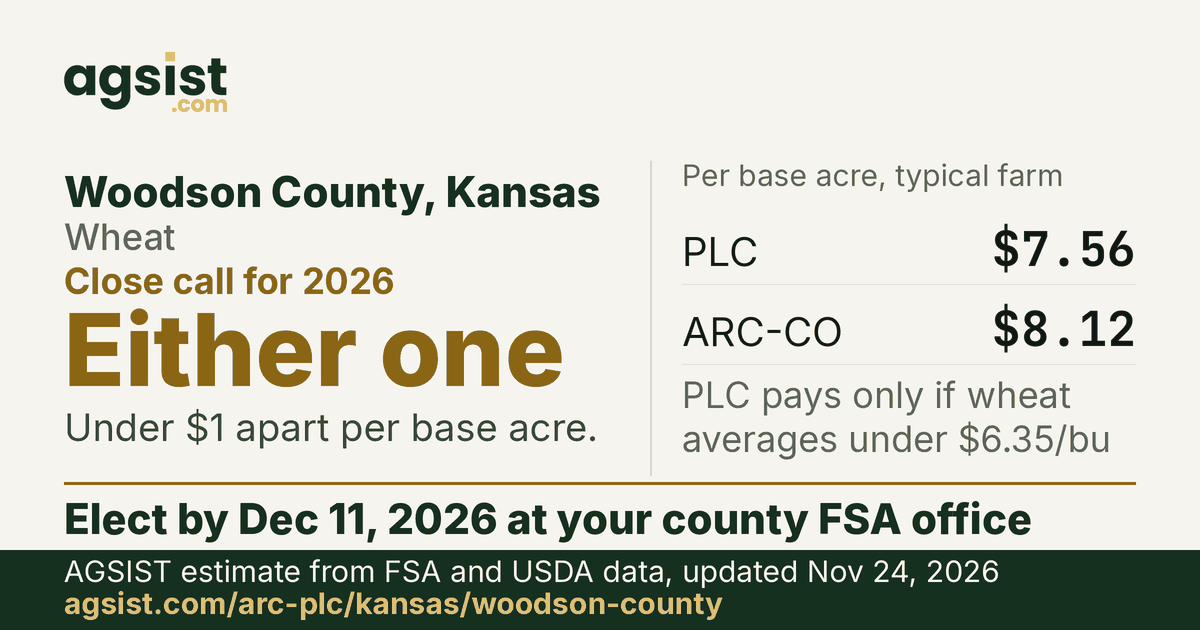 agsist
.com
Woodson County, Kansas
Wheat
Close call for 2026
Either one
Under $1 apart per base acre.
Per base acre, typical farm
PLC $7.56
ARC-CO $8.12
PLC pays only if wheat
averages under $6.35/bu
Elect by Dec 11, 2026 at your county FSA office
AGSIST estimate from FSA and USDA data, updated Nov 24, 2026
agsist.com/arc-plc/kansas/woodson-county